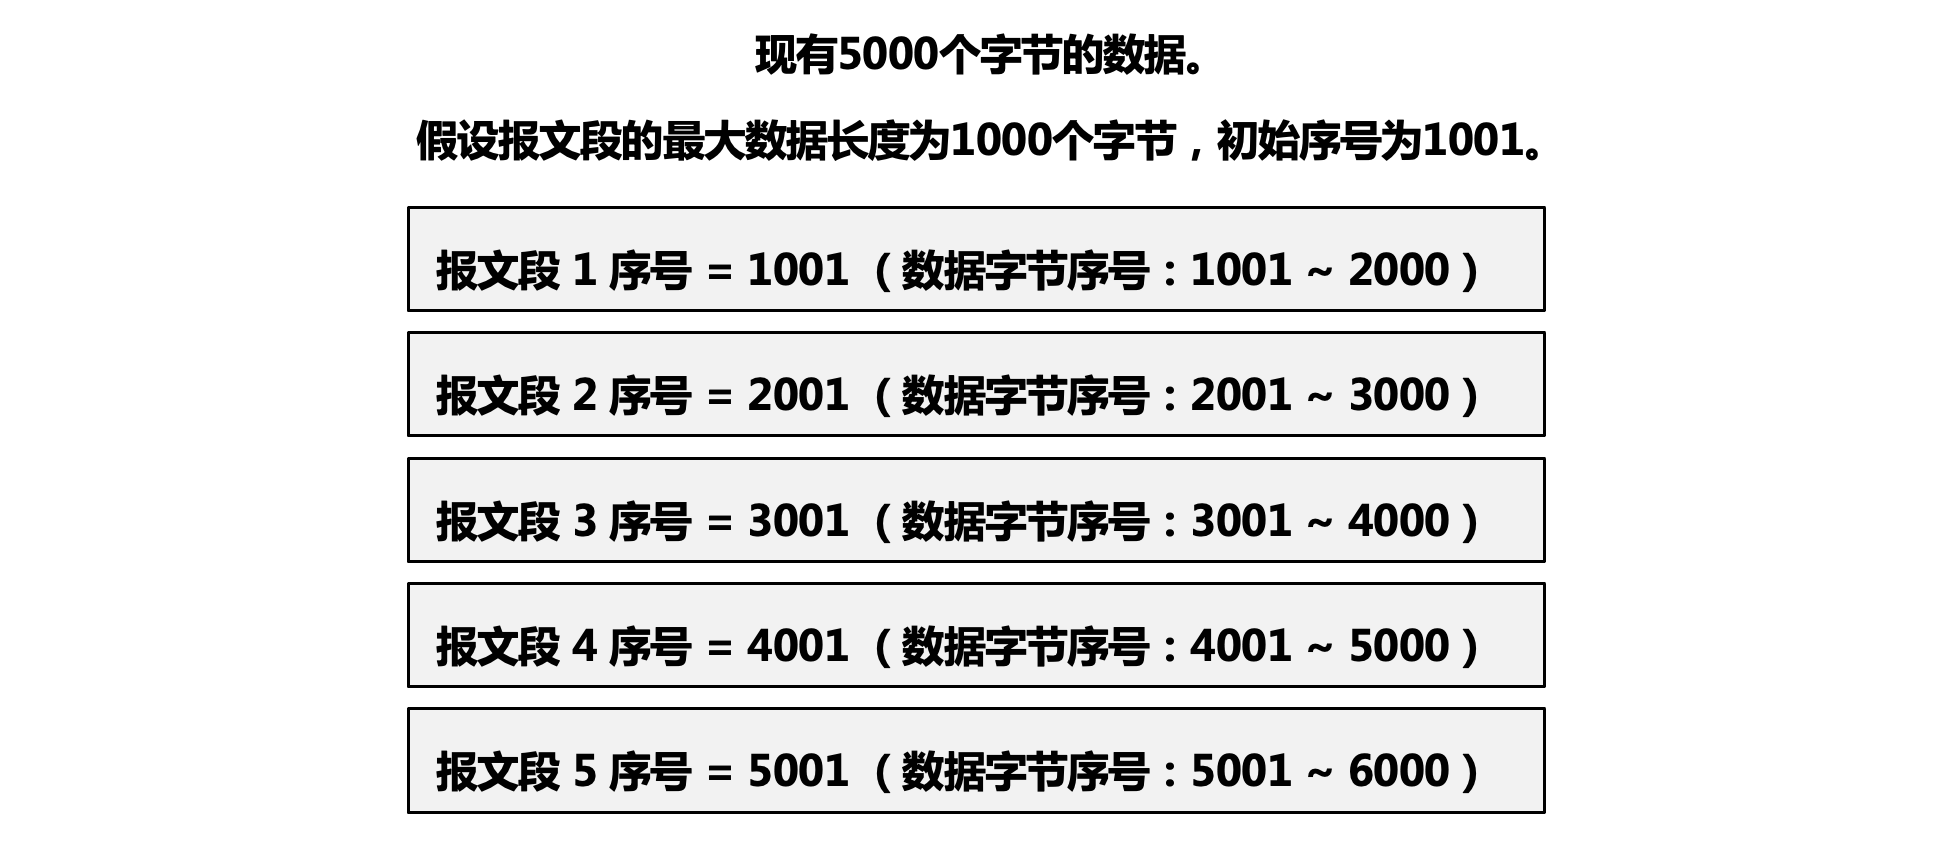 现有5000个字节的数据。
假设报文段的最大数据长度为1000个字节，初始序号为1001。
报文段 1 序号 = 1001 （数据字节序号：1001 ~ 2000）
报文段 2 序号 = 2001 （数据字节序号：2001 ~ 3000）
报文段 3 序号 = 3001 （数据字节序号：3001 ~ 4000）
报文段 4 序号 = 4001 （数据字节序号：4001 ~ 5000）
报文段 5 序号 = 5001 （数据字节序号：5001 ~ 6000）